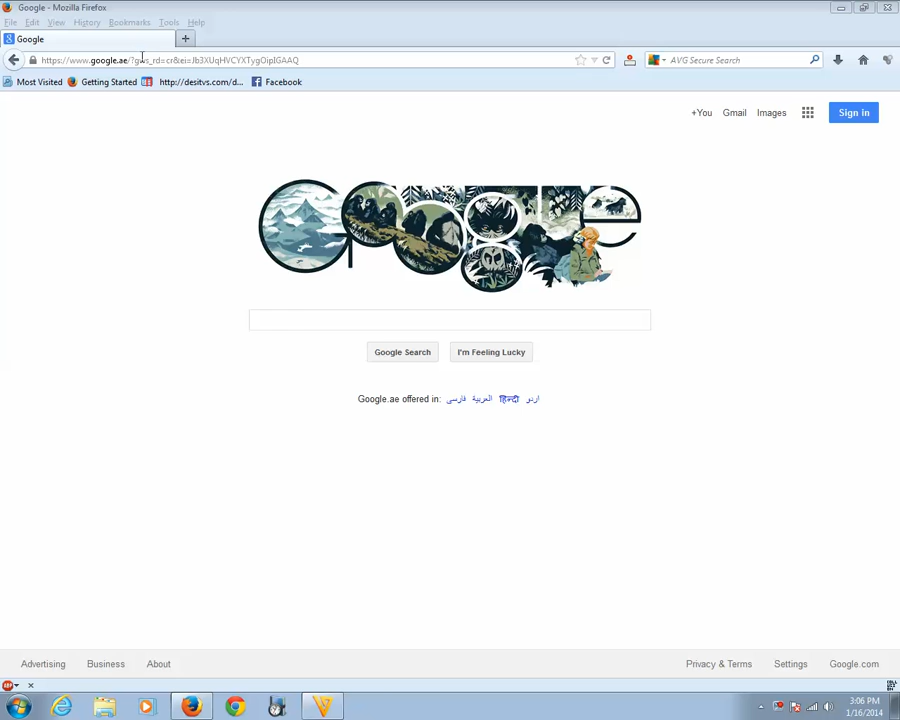 Google - Mozilla Firefox
File Edit View History Bookmarks Tools Help
Google
https://www.google.ae/?gws_rd=cr&ei=Jb3XUqHVCYXTygOipIGAAQ
AVG Secure Search
Most Visited Getting Started http://desitvs.com/d... Facebook
+You Gmail Images Sign in
Google
Google Search I'm Feeling Lucky
Google.ae offered in: فارسی العربية हिन्दी اردو
Advertising Business About Privacy & Terms Settings Google.com
3:06 PM
1/16/2014